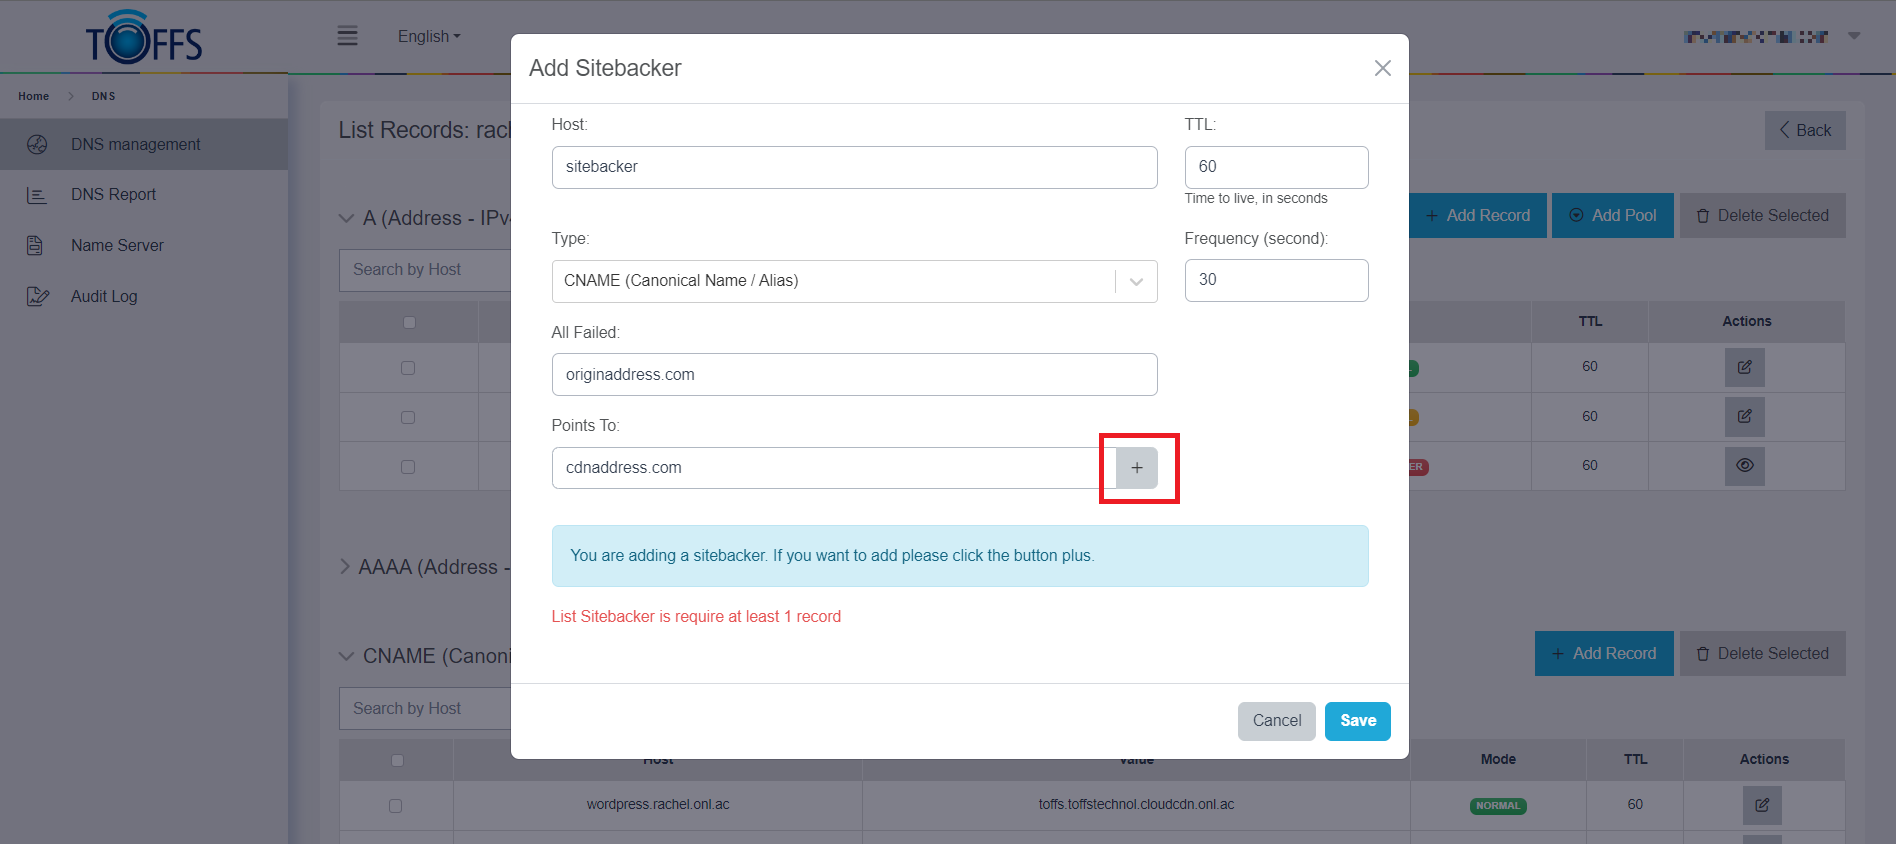 TOFFS
English
Home > DNS
DNS management
DNS Report
Name Server
Audit Log
List Records:
Back
A (Address -
+ Add Record
Add Pool
Delete Selected
Search by Host
TTL
Actions
60
60
60
AAAA (Address -
CNAME
+ Add Record
Delete Selected
Search by Host
Add Sitebacker
Host:
TTL:
sitebacker
60
Time to live, in seconds
Type:
Frequency (second):
CNAME (Canonical Name / Alias)
30
All Failed:
originaddress.com
Points To:
cdnaddress.com
+
You are adding a sitebacker. If you want to add please click the button plus.
List Sitebacker is require at least 1 record
Cancel
Save
Host
Value
Mode
TTL
Actions
wordpress.rachel.onl.ac
toffs.toffstechnol.cloudcdn.onl.ac
NORMAL
60